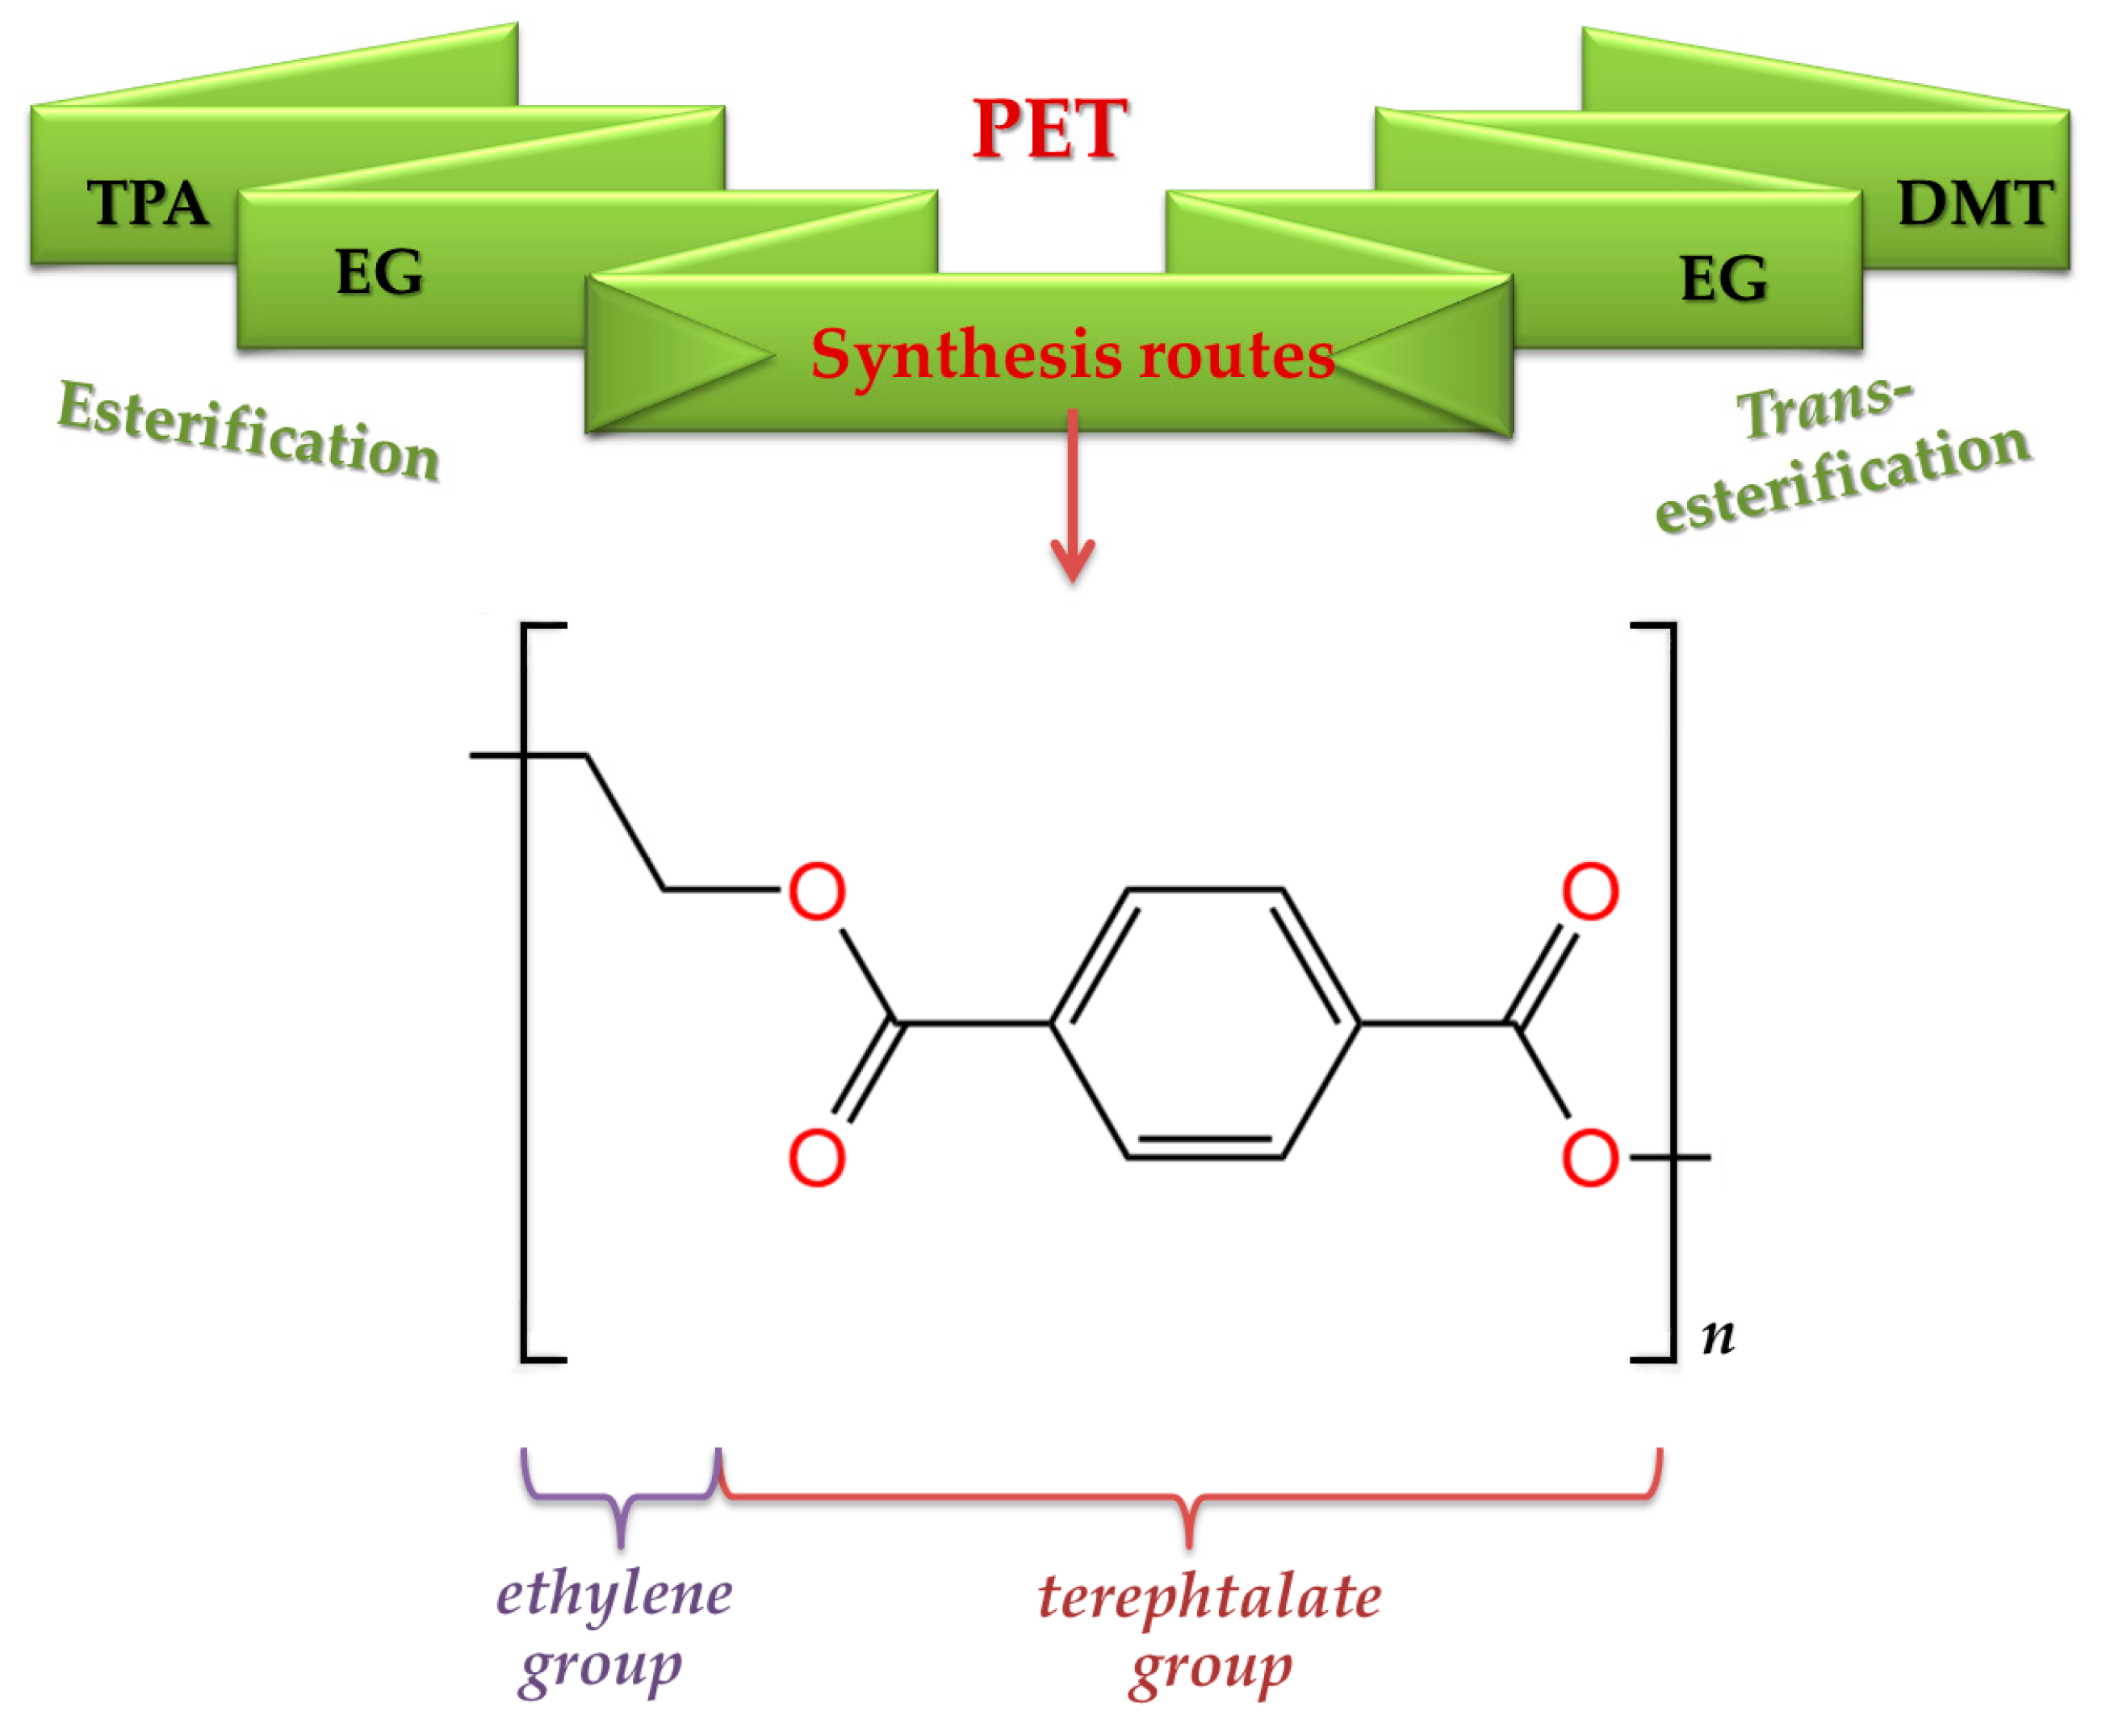 PET
TPA
EG
DMT
EG
Synthesis routes
Esterification
Trans-
esterification
O
O
O
O
n
ethylene
group
terephtalate
group